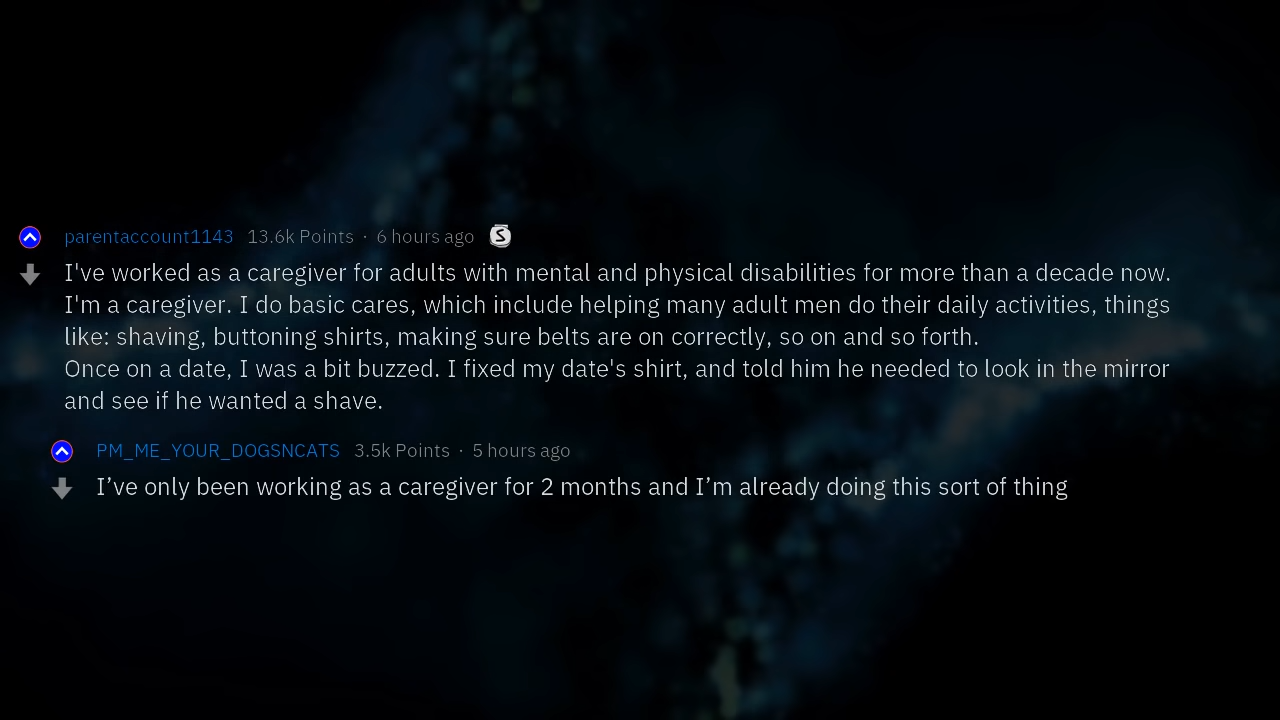 parentaccount1143 13.6k Points · 6 hours ago S
I've worked as a caregiver for adults with mental and physical disabilities for more than a decade now.
I'm a caregiver. I do basic cares, which include helping many adult men do their daily activities, things
like: shaving, buttoning shirts, making sure belts are on correctly, so on and so forth.
Once on a date, I was a bit buzzed. I fixed my date's shirt, and told him he needed to look in the mirror
and see if he wanted a shave.
PM_ME_YOUR_DOGSNCATS 3.5k Points · 5 hours ago
I’ve only been working as a caregiver for 2 months and I’m already doing this sort of thing